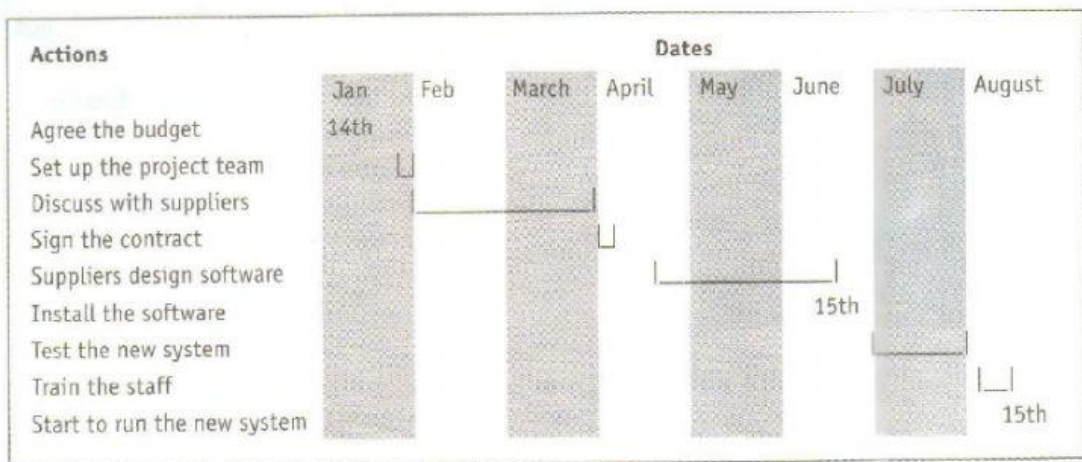 Actions
Dates
Jan Feb March April May June July August
Agree the budget 14th
Set up the project team
Discuss with suppliers
Sign the contract
Suppliers design software
Install the software 15th
Test the new system
Train the staff
Start to run the new system 15th